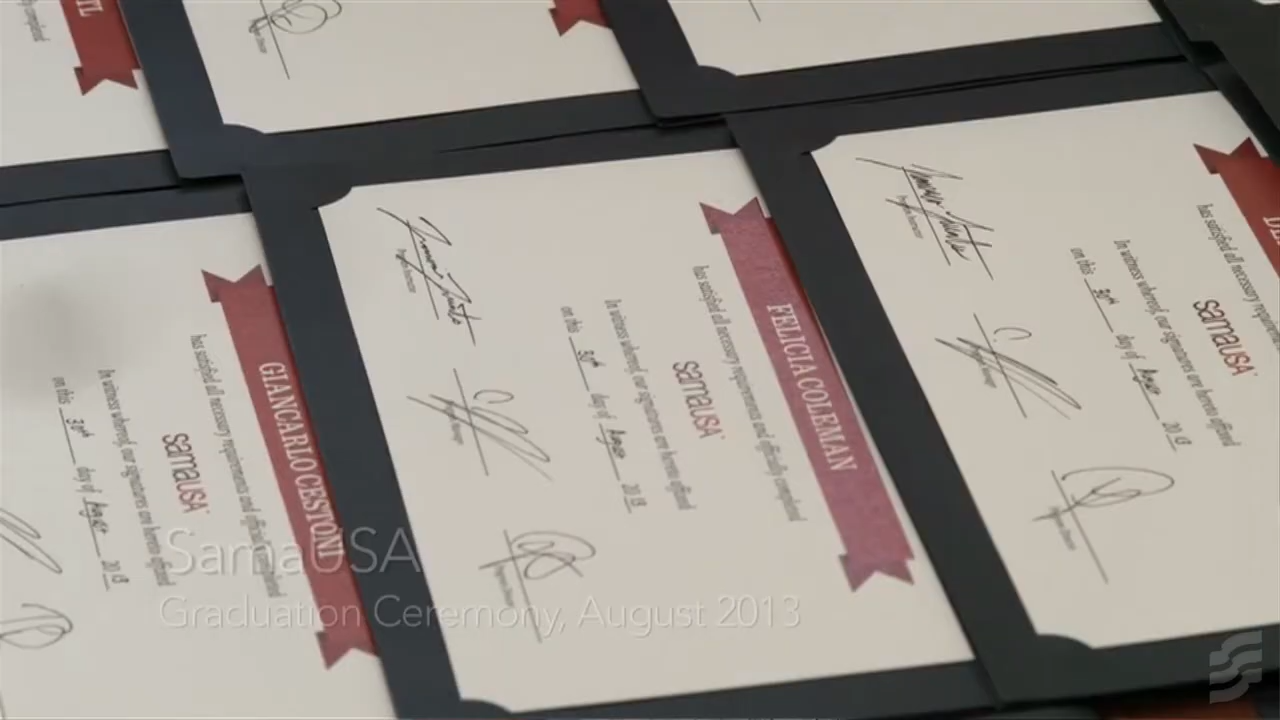 GIANCARLO CESTONI
has satisfied all necessary requirements and officially completed
samaUSA
In witness whereof, our signatures are hereto affixed
on this 30th day of August 2013
FELICIA COLEMAN
has satisfied all necessary requirements and officially completed
samaUSA
In witness whereof, our signatures are hereto affixed
on this 30th day of August 2013
has satisfied all necessary
samaUSA
In witness whereof, our signatures are hereto affixed
on this 30th day of August 2013
SamaUSA
Graduation Ceremony, August 2013